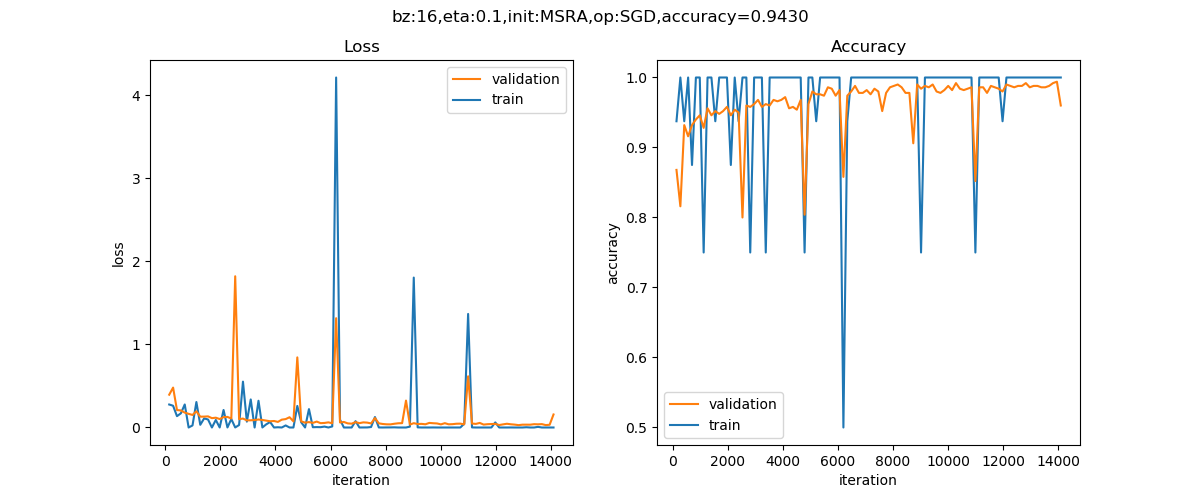 bz:16,eta:0.1,init:MSRA,op:SGD,accuracy=0.9430
Loss
validation
train
4
3
2
1
0
loss
0 2000 4000 6000 8000 10000 12000 14000
iteration
Accuracy
1.0
0.9
0.8
0.7
0.6
0.5
accuracy
validation
train
0 2000 4000 6000 8000 10000 12000 14000
iteration